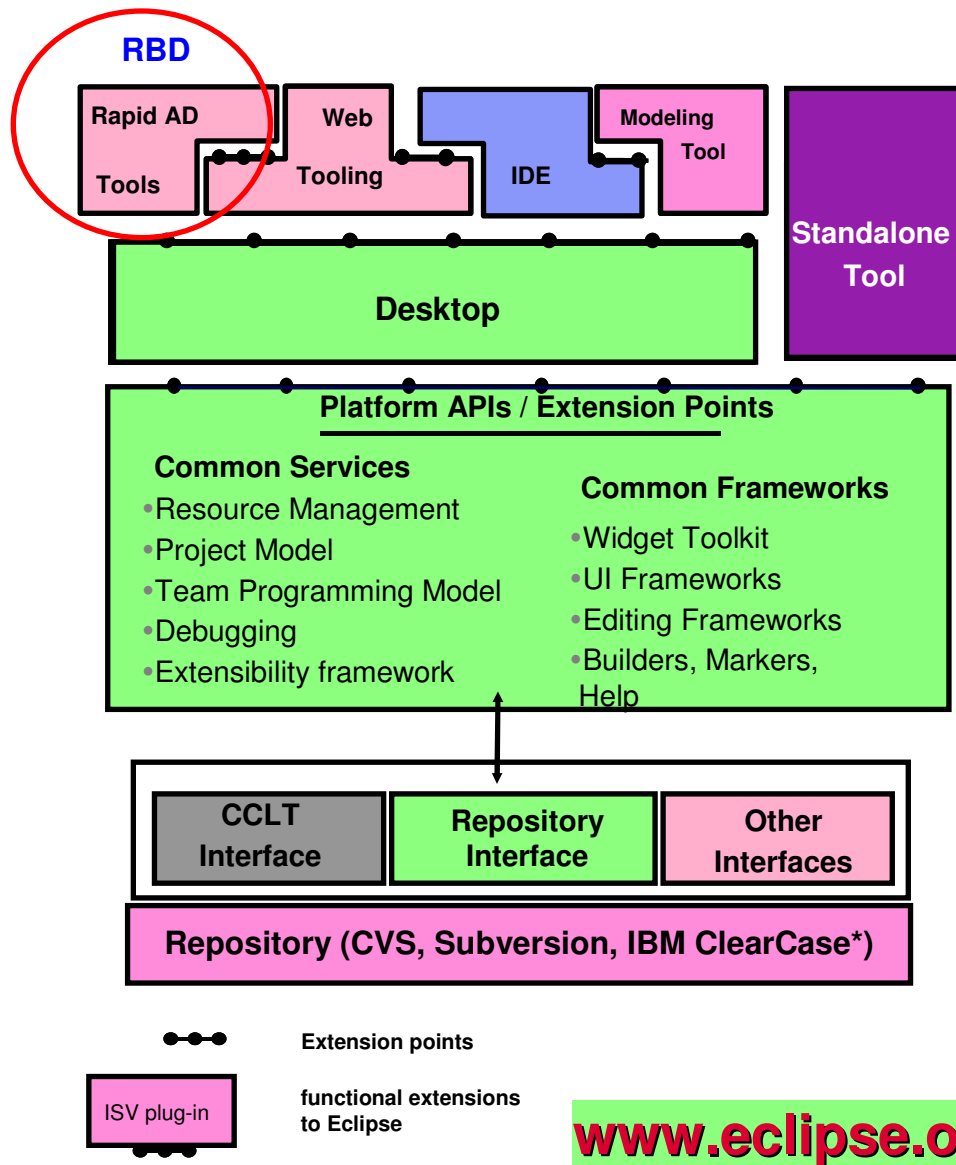 RBD
Rapid AD
Tools
Web
Tooling
IDE
Modeling
Tool
Standalone
Tool
Desktop
Platform APIs / Extension Points
Common Services
•Resource Management
•Project Model
•Team Programming Model
•Debugging
•Extensibility framework
Common Frameworks
•Widget Toolkit
•UI Frameworks
•Editing Frameworks
•Builders, Markers,
Help
CCLT
Interface
Repository
Interface
Other
Interfaces
Repository (CVS, Subversion, IBM ClearCase*)
Extension points
ISV plug-in
functional extensions
to Eclipse
www.eclipse.o